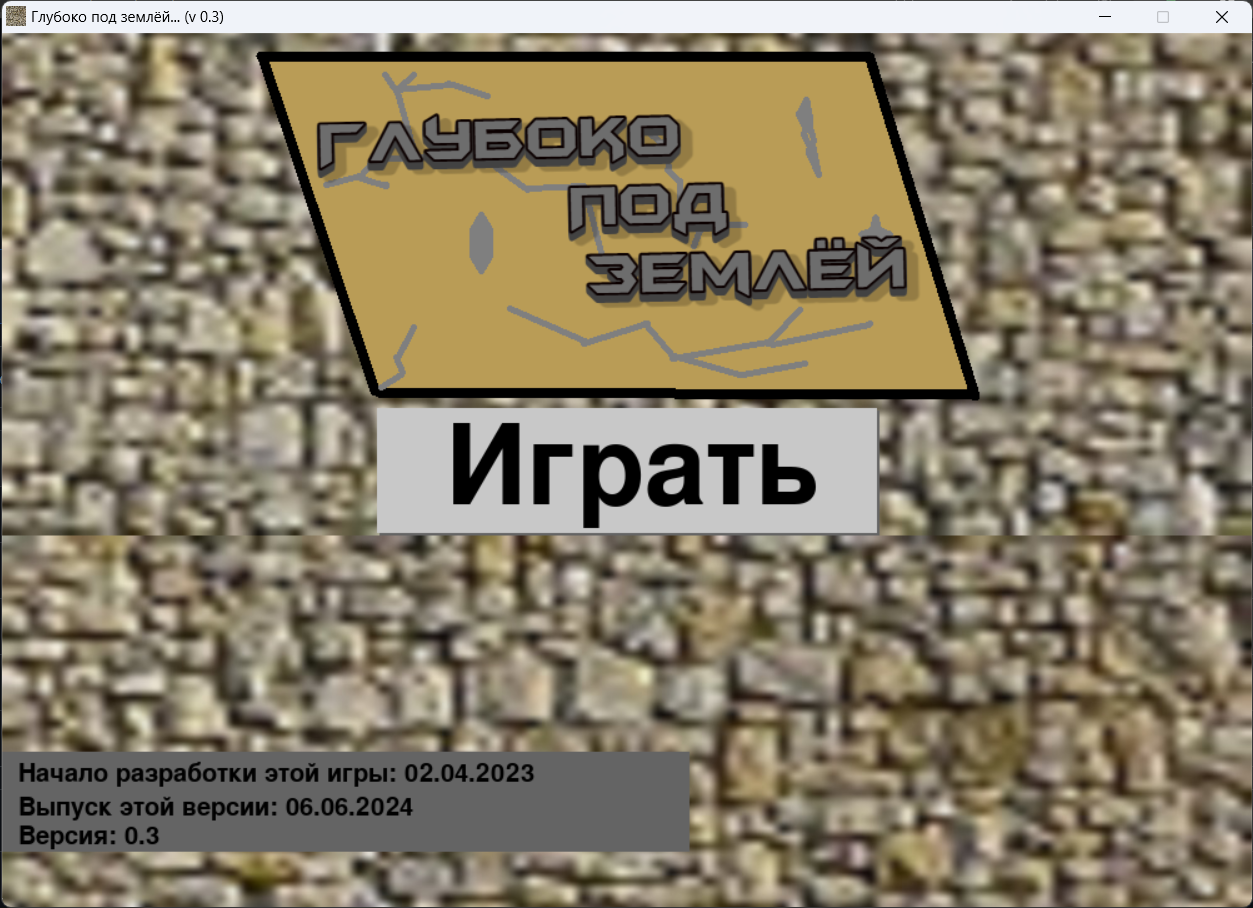 Глубоко под землёй... (v 0.3)
ГЛУБОКО
ПОД
ЗЕМЛЁЙ
Играть
Начало разработки этой игры: 02.04.2023
Выпуск этой версии: 06.06.2024
Версия: 0.3